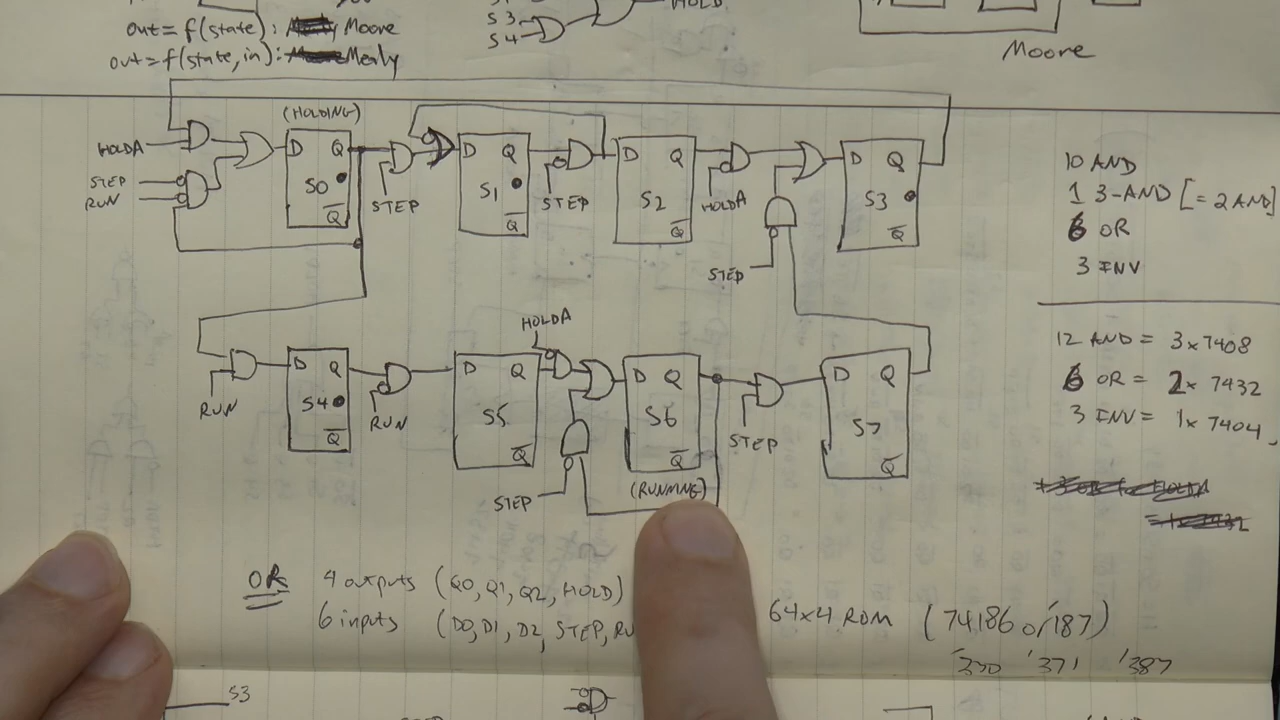 out = f(state): Moore
out = f(state, in): Mealy
S3
S4
HOLD
Moore
(HOLDING)
HOLDA
STEP
RUN
D Q
S0
Q
STEP
D Q
S1
Q
STEP
D Q
S2
Q
HOLDA
STEP
D Q
S3
Q
10 AND
1 3-AND [= 2 AND]
6 OR
3 INV
RUN
D Q
S4
Q
RUN
D Q
S5
Q
HOLDA
STEP
D Q
S6
Q
(RUNNING)
STEP
D Q
S7
Q
12 AND = 3x7408
6 OR = 2x 7432
3 INV = 1x 7404,
OR
4 outputs (Q0, Q1, Q2, HOLD)
6 inputs (D0, D1, D2, STEP, RU
64x4 ROM (74186 or '187)
'370 '371 '387
S3